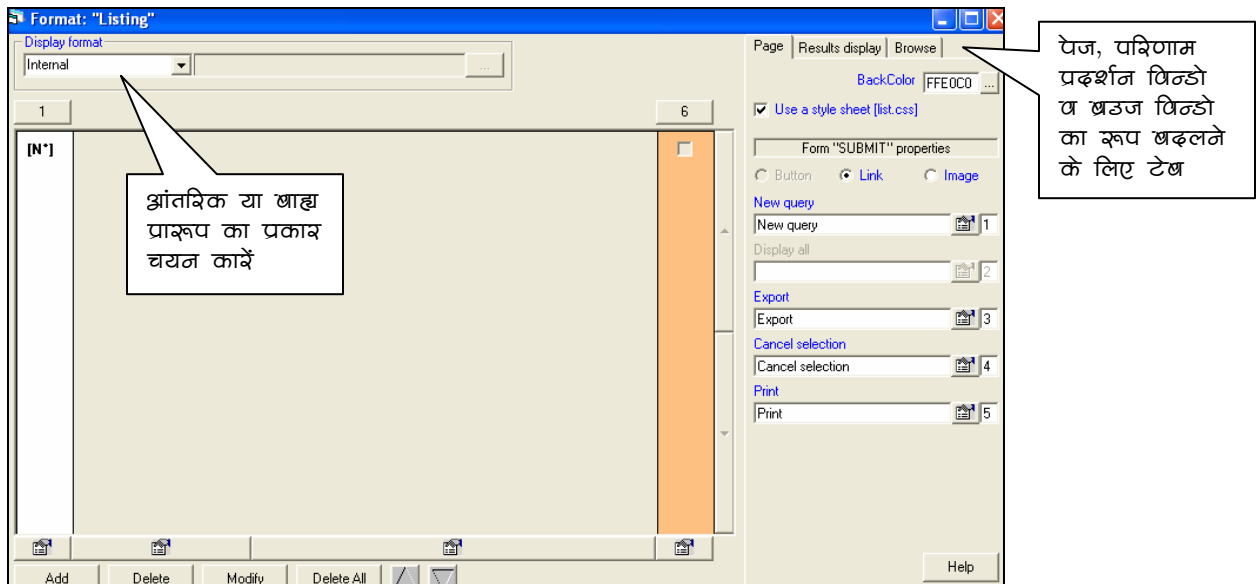 Format: "Listing"
Display format
Internal
...
1
6
[N°]
आंतरिक या बाह्य
प्रारूप का प्रकार
चयन कारें
Page Results display Browse
BackColor FFE0C0 ...
Use a style sheet [list.css]
Form "SUBMIT" properties
Button Link Image
New query
New query 1
Display all
2
Export
Export 3
Cancel selection
Cancel selection 4
Print
Print 5
Add Delete Modify Delete All
Help
पेज, परिणाम
प्रदर्शन विन्डो
व ब्रउज विन्डो
का रूप बदलने
के लिए टेब